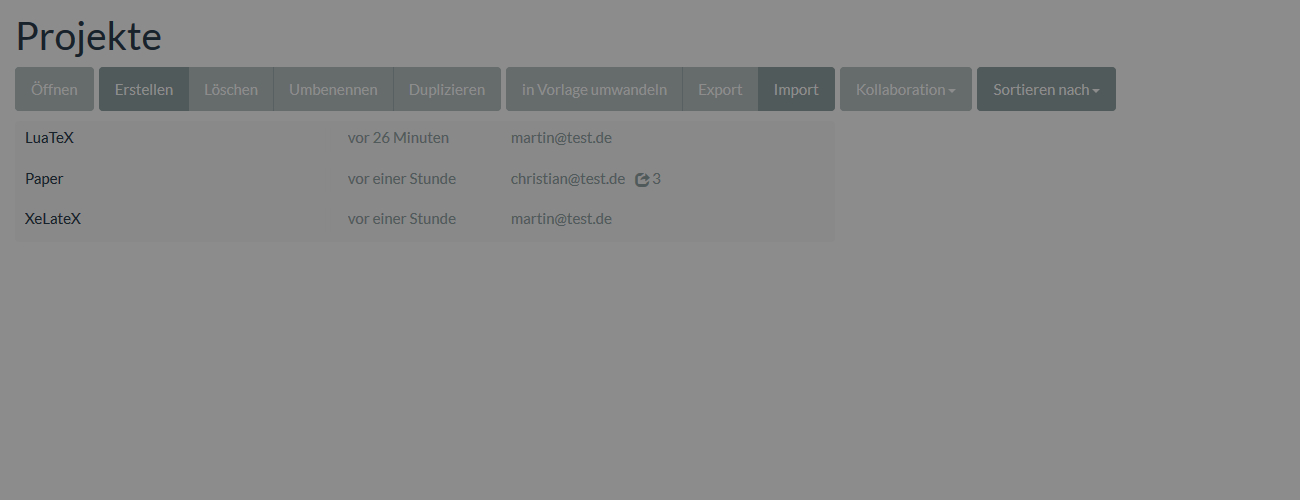 Projekte
Öffnen Erstellen Löschen Umbenennen Duplizieren in Vorlage umwandeln Export Import Kollaboration Sortieren nach
LuaTeX vor 26 Minuten martin@test.de
Paper vor einer Stunde christian@test.de 3
XeLateX vor einer Stunde martin@test.de